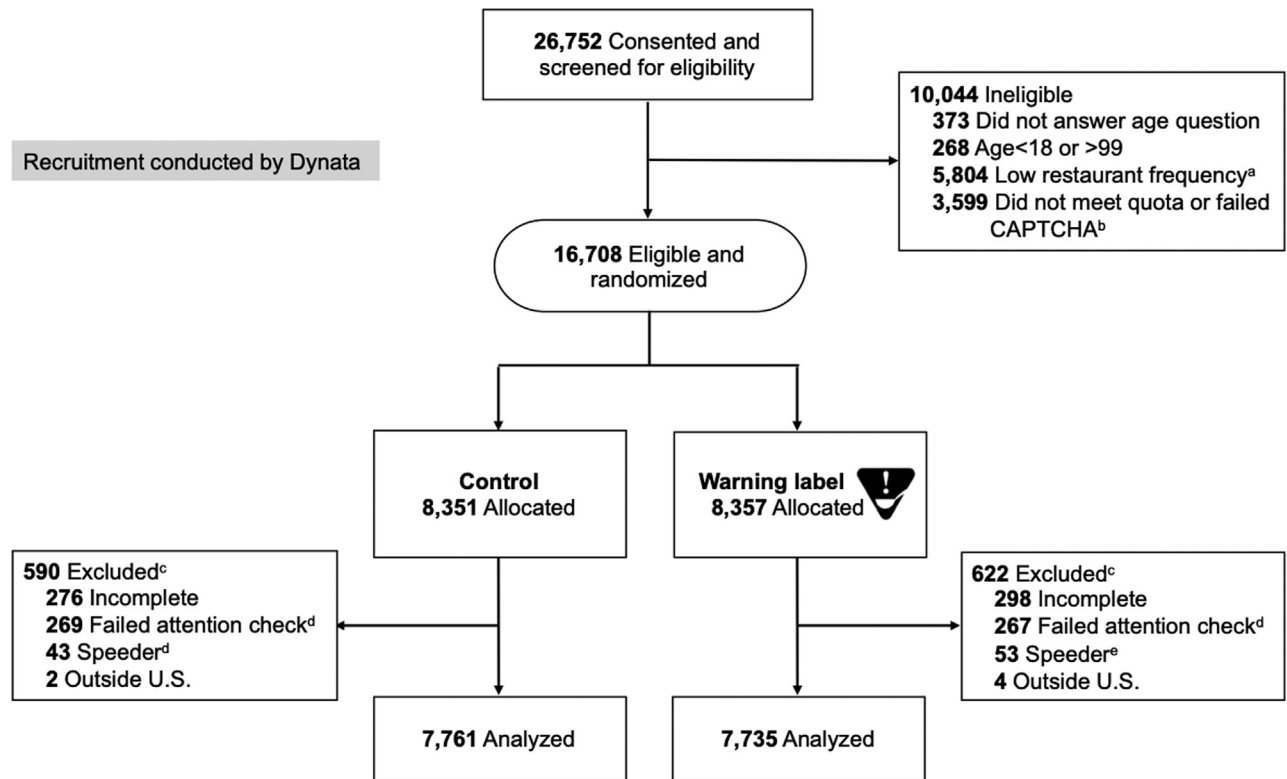 26,752 Consented and
screened for eligibility
10,044 Ineligible
373 Did not answer age question
268 Age<18 or >99
5,804 Low restaurant frequencyᵃ
3,599 Did not meet quota or failed
CAPTCHAᵇ
Recruitment conducted by Dynata
16,708 Eligible and
randomized
Control
8,351 Allocated
Warning label
8,357 Allocated
!
590 Excludedᶜ
276 Incomplete
269 Failed attention checkᵈ
43 Speederᵈ
2 Outside U.S.
622 Excludedᶜ
298 Incomplete
267 Failed attention checkᵈ
53 Speederᵉ
4 Outside U.S.
7,761 Analyzed
7,735 Analyzed